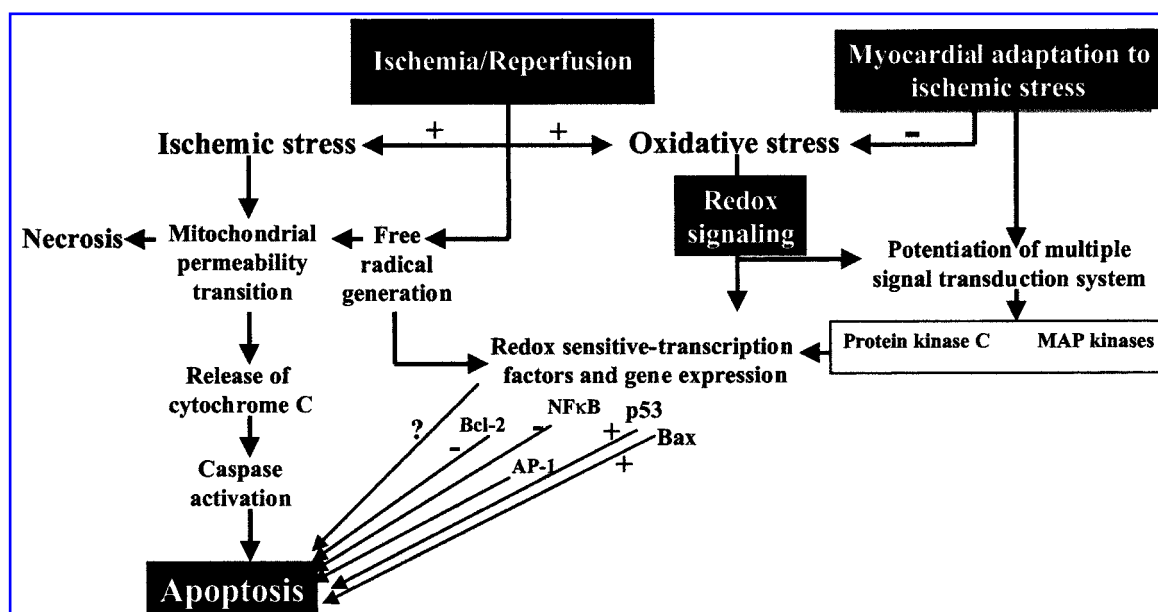 Ischemia/Reperfusion
Myocardial adaptation to
ischemic stress
Ischemic stress
+
+
Oxidative stress
-
Redox
signaling
Necrosis
Mitochondrial
permeability
transition
Free
radical
generation
Potentiation of multiple
signal transduction system
Protein kinase C
MAP kinases
Redox sensitive-transcription
factors and gene expression
Release of
cytochrome C
?
Bcl-2
-
NFκB
-
p53
+
Bax
+
AP-1
Caspase
activation
Apoptosis